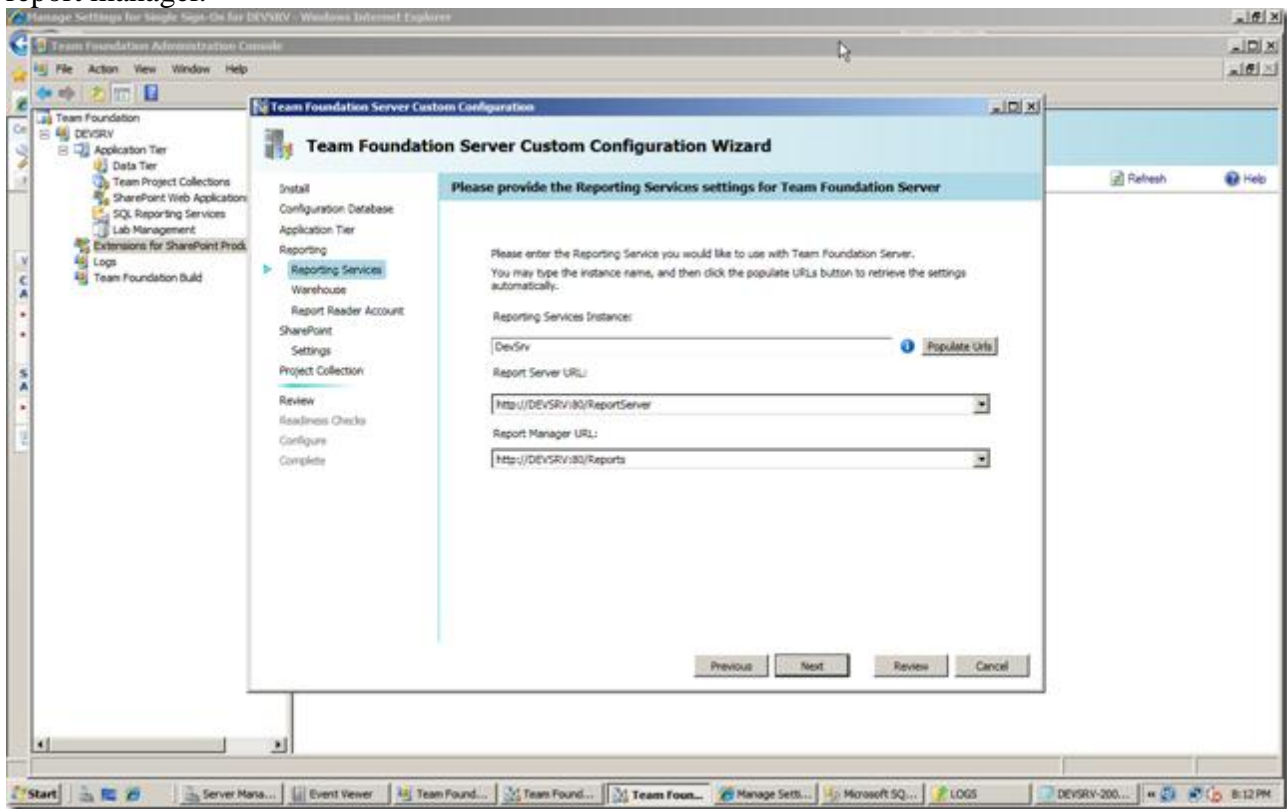 report manager.
Manage Settings for Single Sign-On for DEVSRV - Windows Internet Explorer
Team Foundation Administration Console
File Action View Window Help
Team Foundation
DEVSRV
Application Tier
Data Tier
Team Project Collections
SharePoint Web Applications
SQL Reporting Services
Lab Management
Extensions for SharePoint Produ
Logs
Team Foundation Build
Team Foundation Server Custom Configuration
Team Foundation Server Custom Configuration Wizard
Install
Configuration Database
Application Tier
Reporting
Reporting Services
Warehouse
Report Reader Account
SharePoint
Settings
Project Collection
Review
Readiness Checks
Configure
Complete
Please provide the Reporting Services settings for Team Foundation Server
Please enter the Reporting Service you would like to use with Team Foundation Server.
You may type the instance name, and then click the populate URLs button to retrieve the settings
automatically.
Reporting Services Instance:
DevSrv
Populate Urls
Report Server URL:
http://DEVSRV:80/ReportServer
Report Manager URL:
http://DEVSRV:80/Reports
Previous Next Review Cancel
Refresh Help
Start Server Mana... Event Viewer Team Found... Team Found... Team Foun... Manage Setti... Microsoft SQ... LOGS DEVSRV-200... 8:12 PM